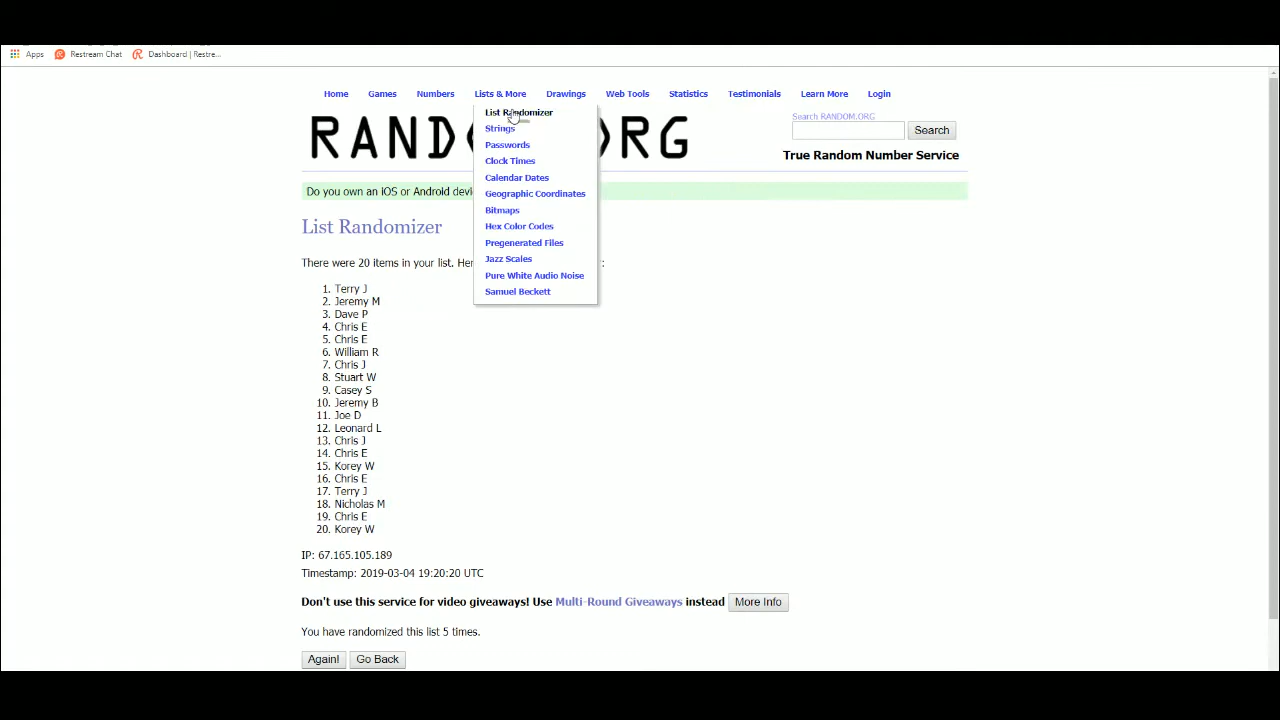 Apps Restream Chat Dashboard | Restre...
Home Games Numbers Lists & More Drawings Web Tools Statistics Testimonials Learn More Login
List Randomizer
Strings
Passwords
Clock Times
Calendar Dates
Geographic Coordinates
Bitmaps
Hex Color Codes
Pregenerated Files
Jazz Scales
Pure White Audio Noise
Samuel Beckett
Search RANDOM.ORG
Search
True Random Number Service
Do you own an iOS or Android
List Randomizer
There were 20 items in your list.
1. Terry J
2. Jeremy M
3. Dave P
4. Chris E
5. Chris E
6. William R
7. Chris J
8. Stuart W
9. Casey S
10. Jeremy B
11. Joe D
12. Leonard L
13. Chris J
14. Chris E
15. Korey W
16. Chris E
17. Terry J
18. Nicholas M
19. Chris E
20. Korey W
IP: 67.165.105.189
Timestamp: 2019-03-04 19:20:20 UTC
Don't use this service for video giveaways! Use Multi-Round Giveaways instead More Info
You have randomized this list 5 times.
Again! Go Back